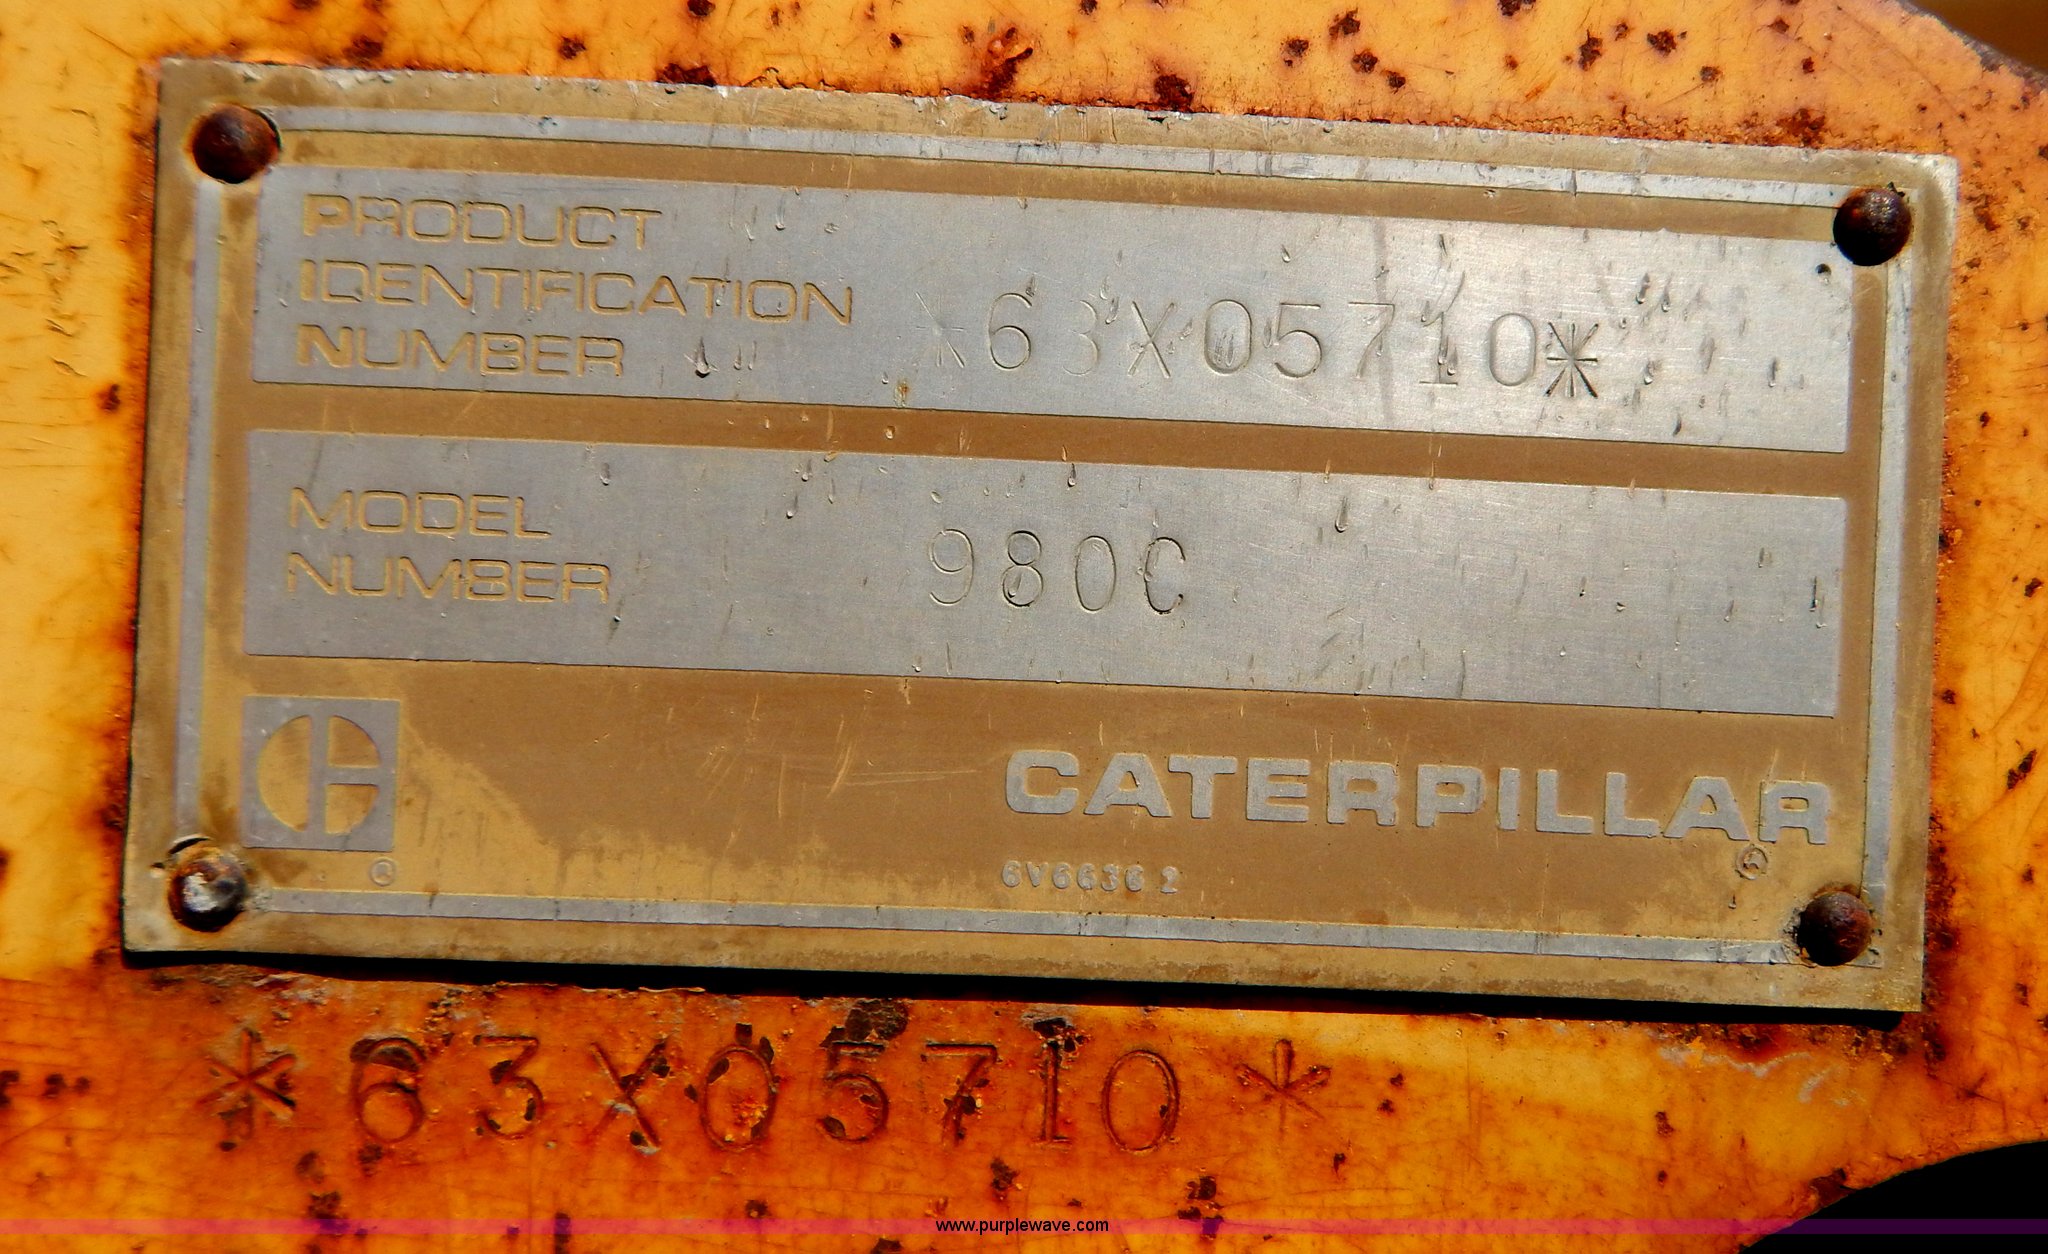 PRODUCT
IDENTIFICATION
NUMBER
*63X05710*
MODEL
NUMBER
980C
CATERPILLAR
®
®
6V6636 2
*63X05710*
www.purplewave.com